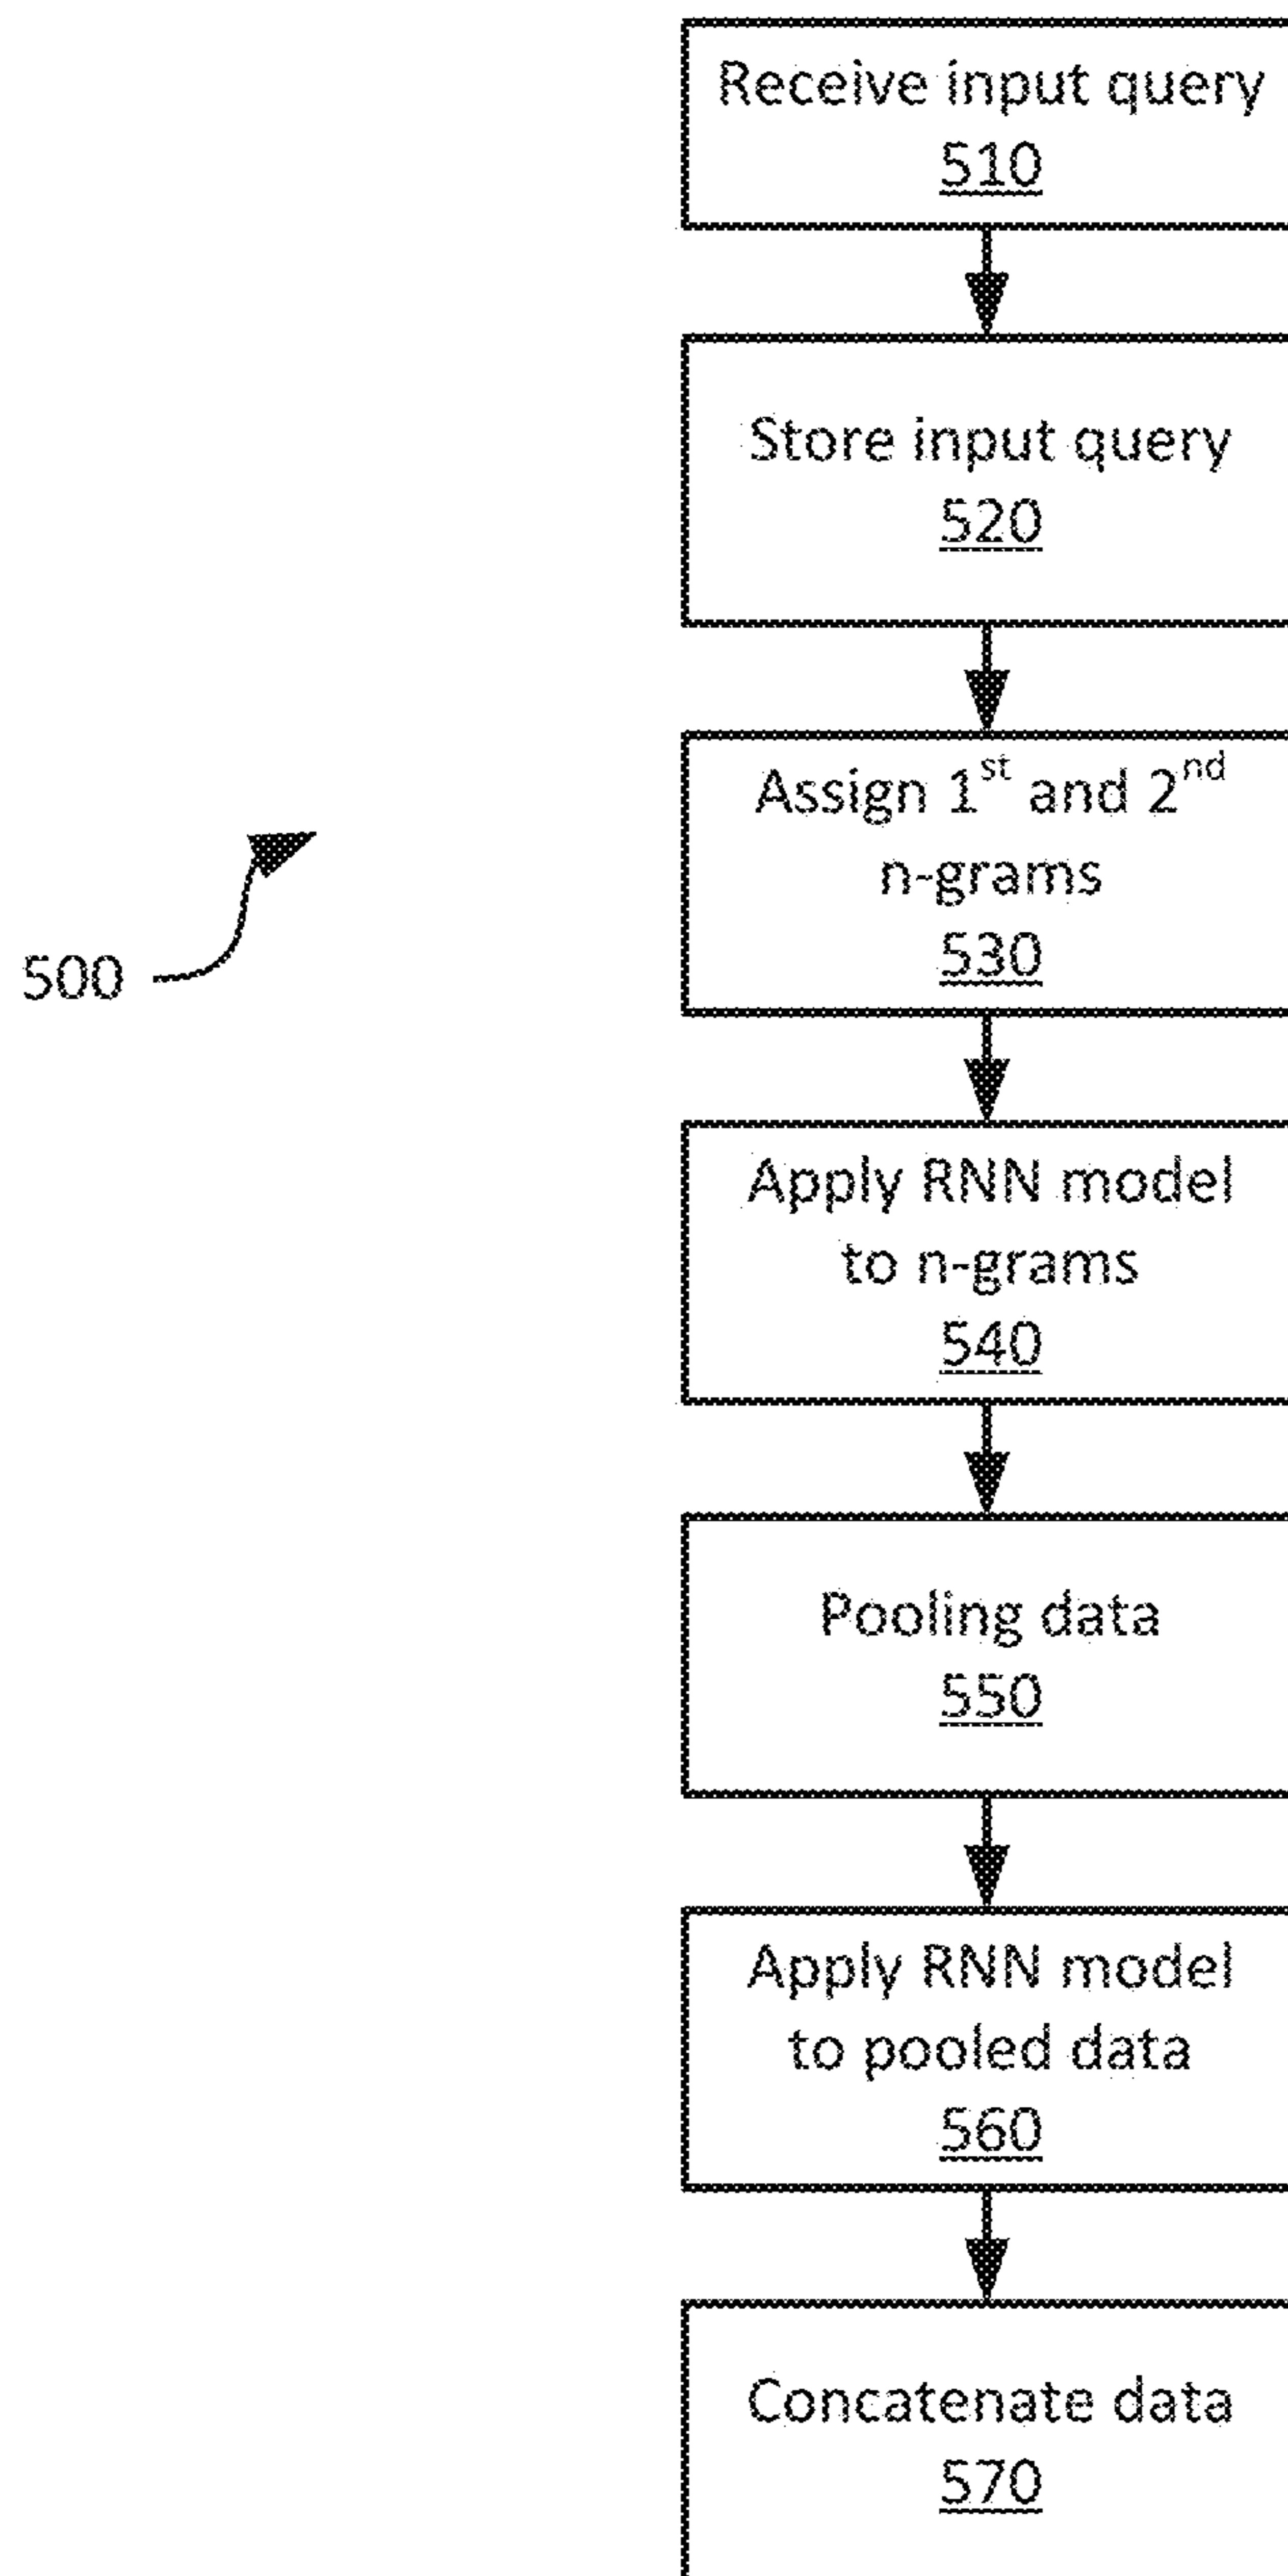 Receive input query
510
Store input query
520
Assign 1st and 2nd
n-grams
530
500
Apply RNN model
to n-grams
540
Pooling data
550
Apply RNN model
to pooled data
560
Concatenate data
570